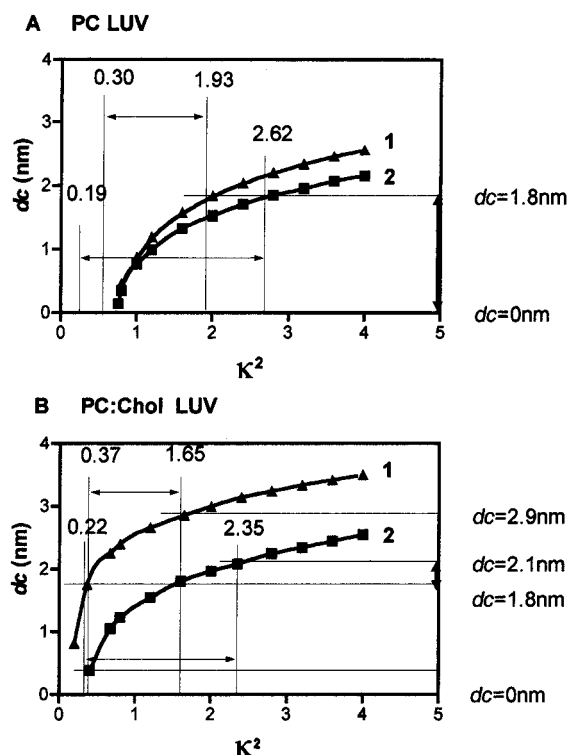 A PC LUV
4
0.30
1.93
2.62
3
1
dc (nm)
2
2
0.19
dc=1.8nm
1
0
dc=0nm
0 1 2 3 4 5
κ²
B PC:Chol LUV
4
0.37
1.65
1
3
0.22
2.35
dc=2.9nm
dc (nm)
2
2
dc=2.1nm
dc=1.8nm
1
0
dc=0nm
0 1 2 3 4 5
κ²